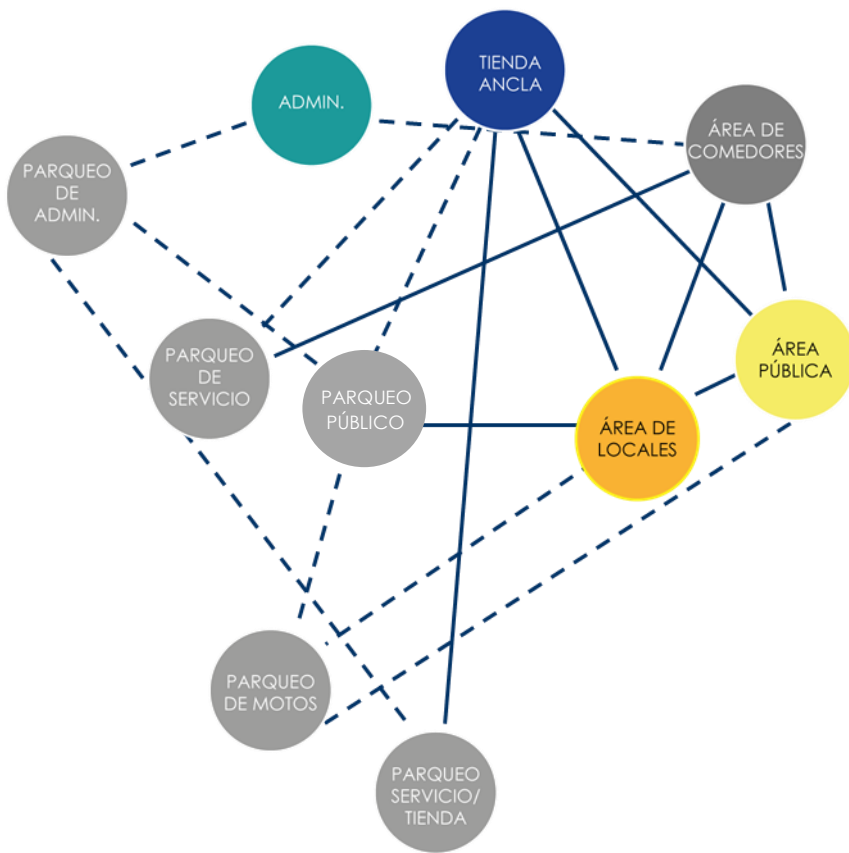 TIENDA
ANCLA
ADMIN.
ÁREA DE
COMEDORES
PARQUEO
DE
ADMIN.
PARQUEO
DE
SERVICIO
PARQUEO
PÚBLICO
ÁREA
PÚBLICA
ÁREA DE
LOCALES
PARQUEO
DE MOTOS
PARQUEO
SERVICIO/
TIENDA